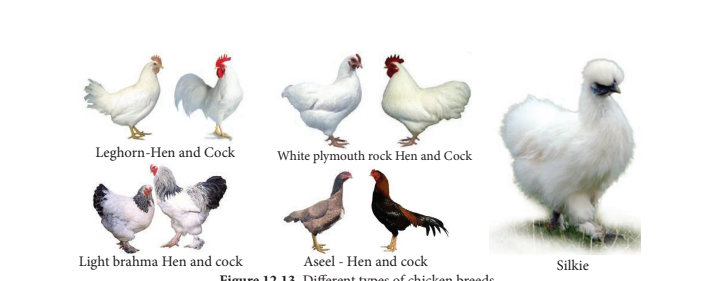 Leghorn-Hen and Cock
White plymouth rock Hen and Cock
Light brahma Hen and cock
Aseel - Hen and cock
Silkie
Figure 12.13 Different types of chicken breeds